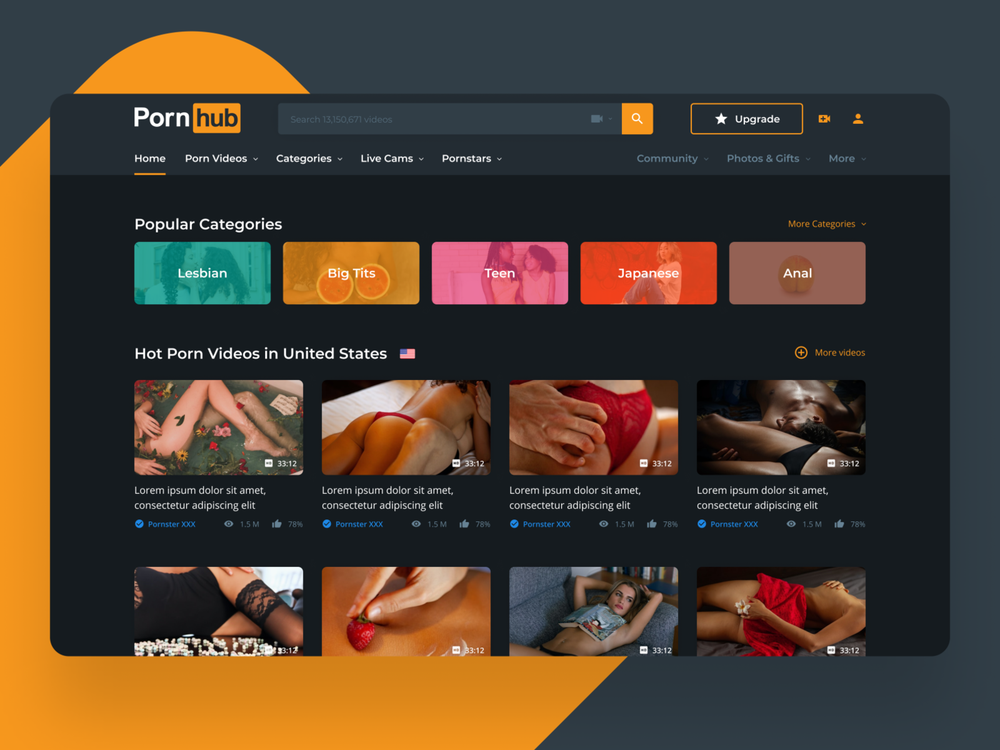 Porn hub
Search 13,150,671 videos
Upgrade
Home Porn Videos Categories Live Cams Pornstars Community Photos & Gifts More
Popular Categories More Categories
Lesbian Big Tits Teen Japanese Anal
Hot Porn Videos in United States More videos
33:12 33:12 33:12 33:12
Lorem ipsum dolor sit amet, Lorem ipsum dolor sit amet, Lorem ipsum dolor sit amet, Lorem ipsum dolor sit amet,
consectetur adipiscing elit consectetur adipiscing elit consectetur adipiscing elit consectetur adipiscing elit
Pornster XXX 1.5 M 78% Pornster XXX 1.5 M 78% Pornster XXX 1.5 M 78% Pornster XXX 1.5 M 78%
33:12 33:12 33:12 33:12